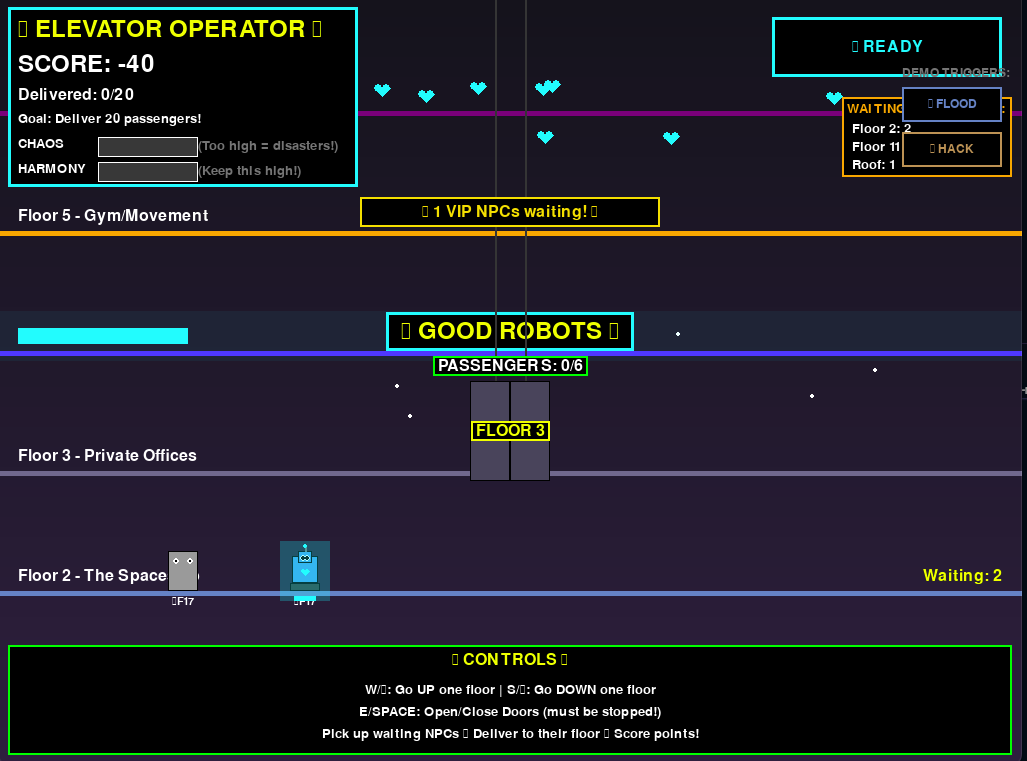 ELEVATOR OPERATOR
SCORE: -40
Delivered: 0/20
Goal: Deliver 20 passengers!
CHAOS (Too high = disasters!)
HARMONY (Keep this high!)
READY
DEMO TRIGGERS:
FLOOD
HACK
Floor 2: 2
Floor 11
Roof: 1
Floor 5 - Gym/Movement
1 VIP NPCs waiting!
GOOD ROBOTS
PASSENGERS: 0/6
FLOOR 3
Floor 3 - Private Offices
Floor 2 - The Space
Waiting: 2
F17
F17
CONTROLS
W/▯: Go UP one floor | S/▯: Go DOWN one floor
E/SPACE: Open/Close Doors (must be stopped!)
Pick up waiting NPCs ▯ Deliver to their floor ▯ Score points!